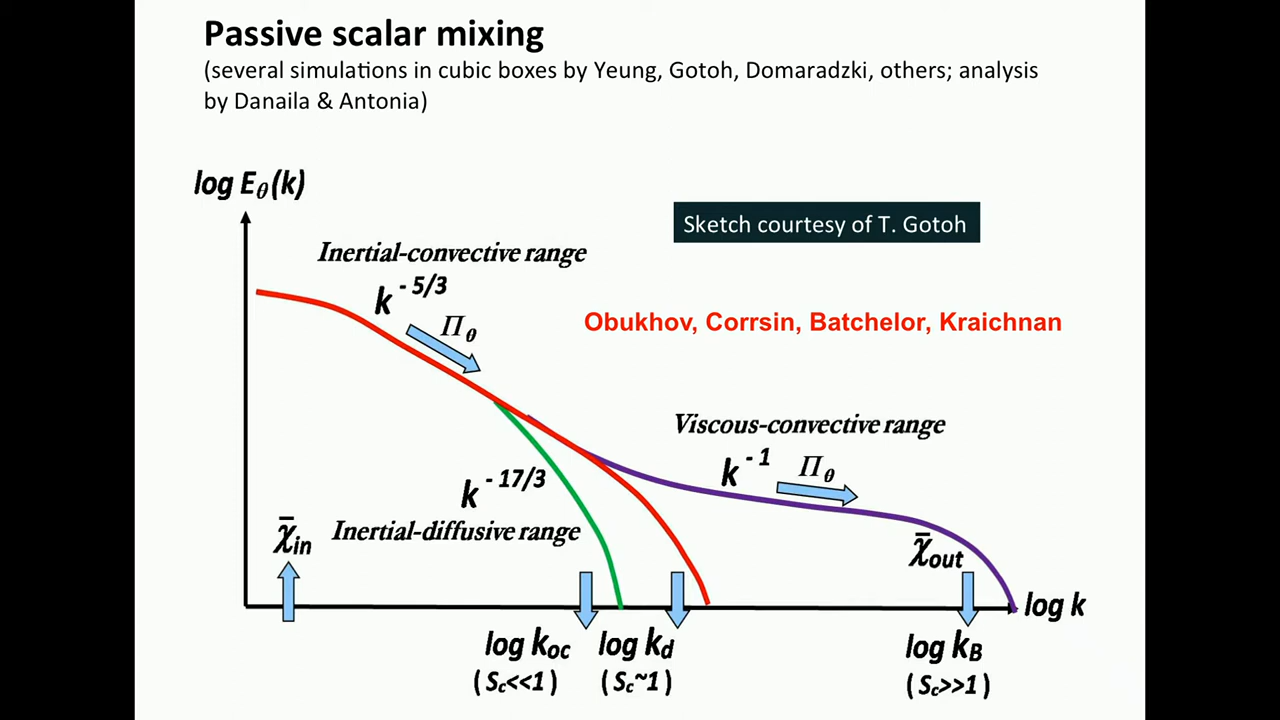 Passive scalar mixing
(several simulations in cubic boxes by Yeung, Gotoh, Domaradzki, others; analysis
by Danaila & Antonia)
log Eθ(k)
Sketch courtesy of T. Gotoh
Inertial-convective range
k - 5/3
Πθ
Obukhov, Corrsin, Batchelor, Kraichnan
Viscous-convective range
k - 1
Πθ
k - 17/3
Inertial-diffusive range
χ̄in
χ̄out
log k
log kOC
log kd
log kB
( Sc<<1 )
( Sc~1 )
( Sc>>1 )